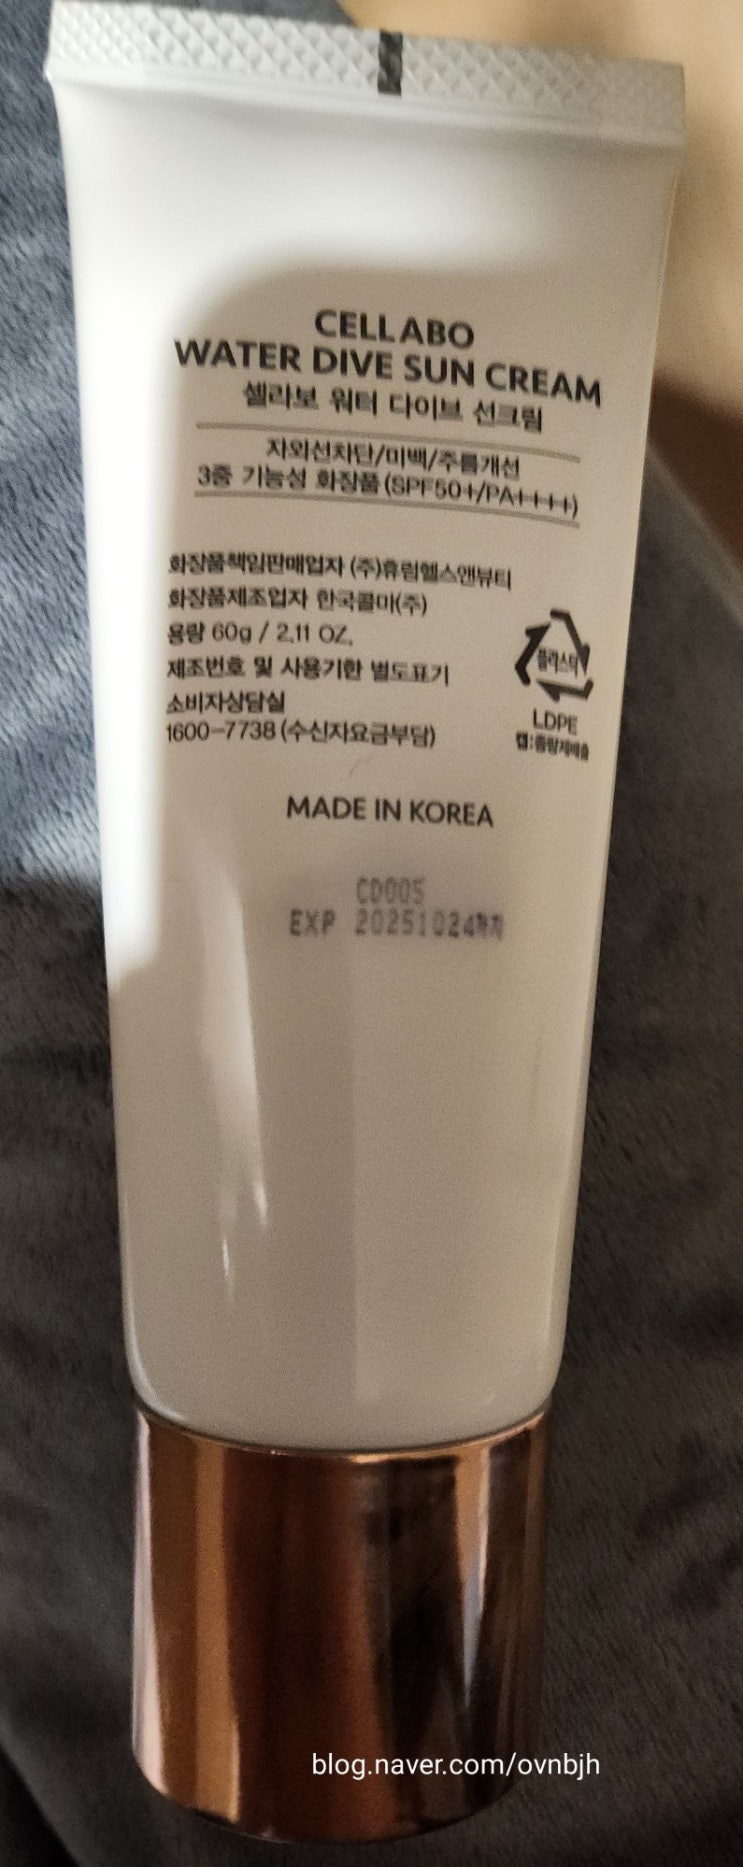 CELLABO
WATER DIVE SUN CREAM
셀라보 워터 다이브 선크림
자외선차단/미백/주름개선
3중 기능성 화장품 (SPF50+/PA++++)
화장품책임판매업자 (주)휴림헬스앤뷰티
화장품제조업자 한국콜마(주)
용량 60g / 2.11 OZ.
제조번호 및 사용기한 별도표기
소비자상담실
1600-7738 (수신자요금부담)
플라스틱
LDPE
캡:종량제배출
MADE IN KOREA
CD005
EXP 20251024까지
blog.naver.com/ovnbjh